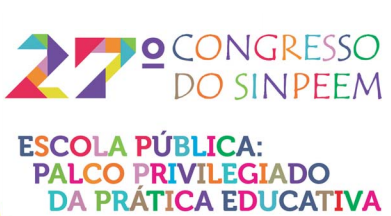 27º CONGRESSO
DO SINPEEM
ESCOLA PÚBLICA:
PALCO PRIVILEGIADO
DA PRÁTICA EDUCATIVA